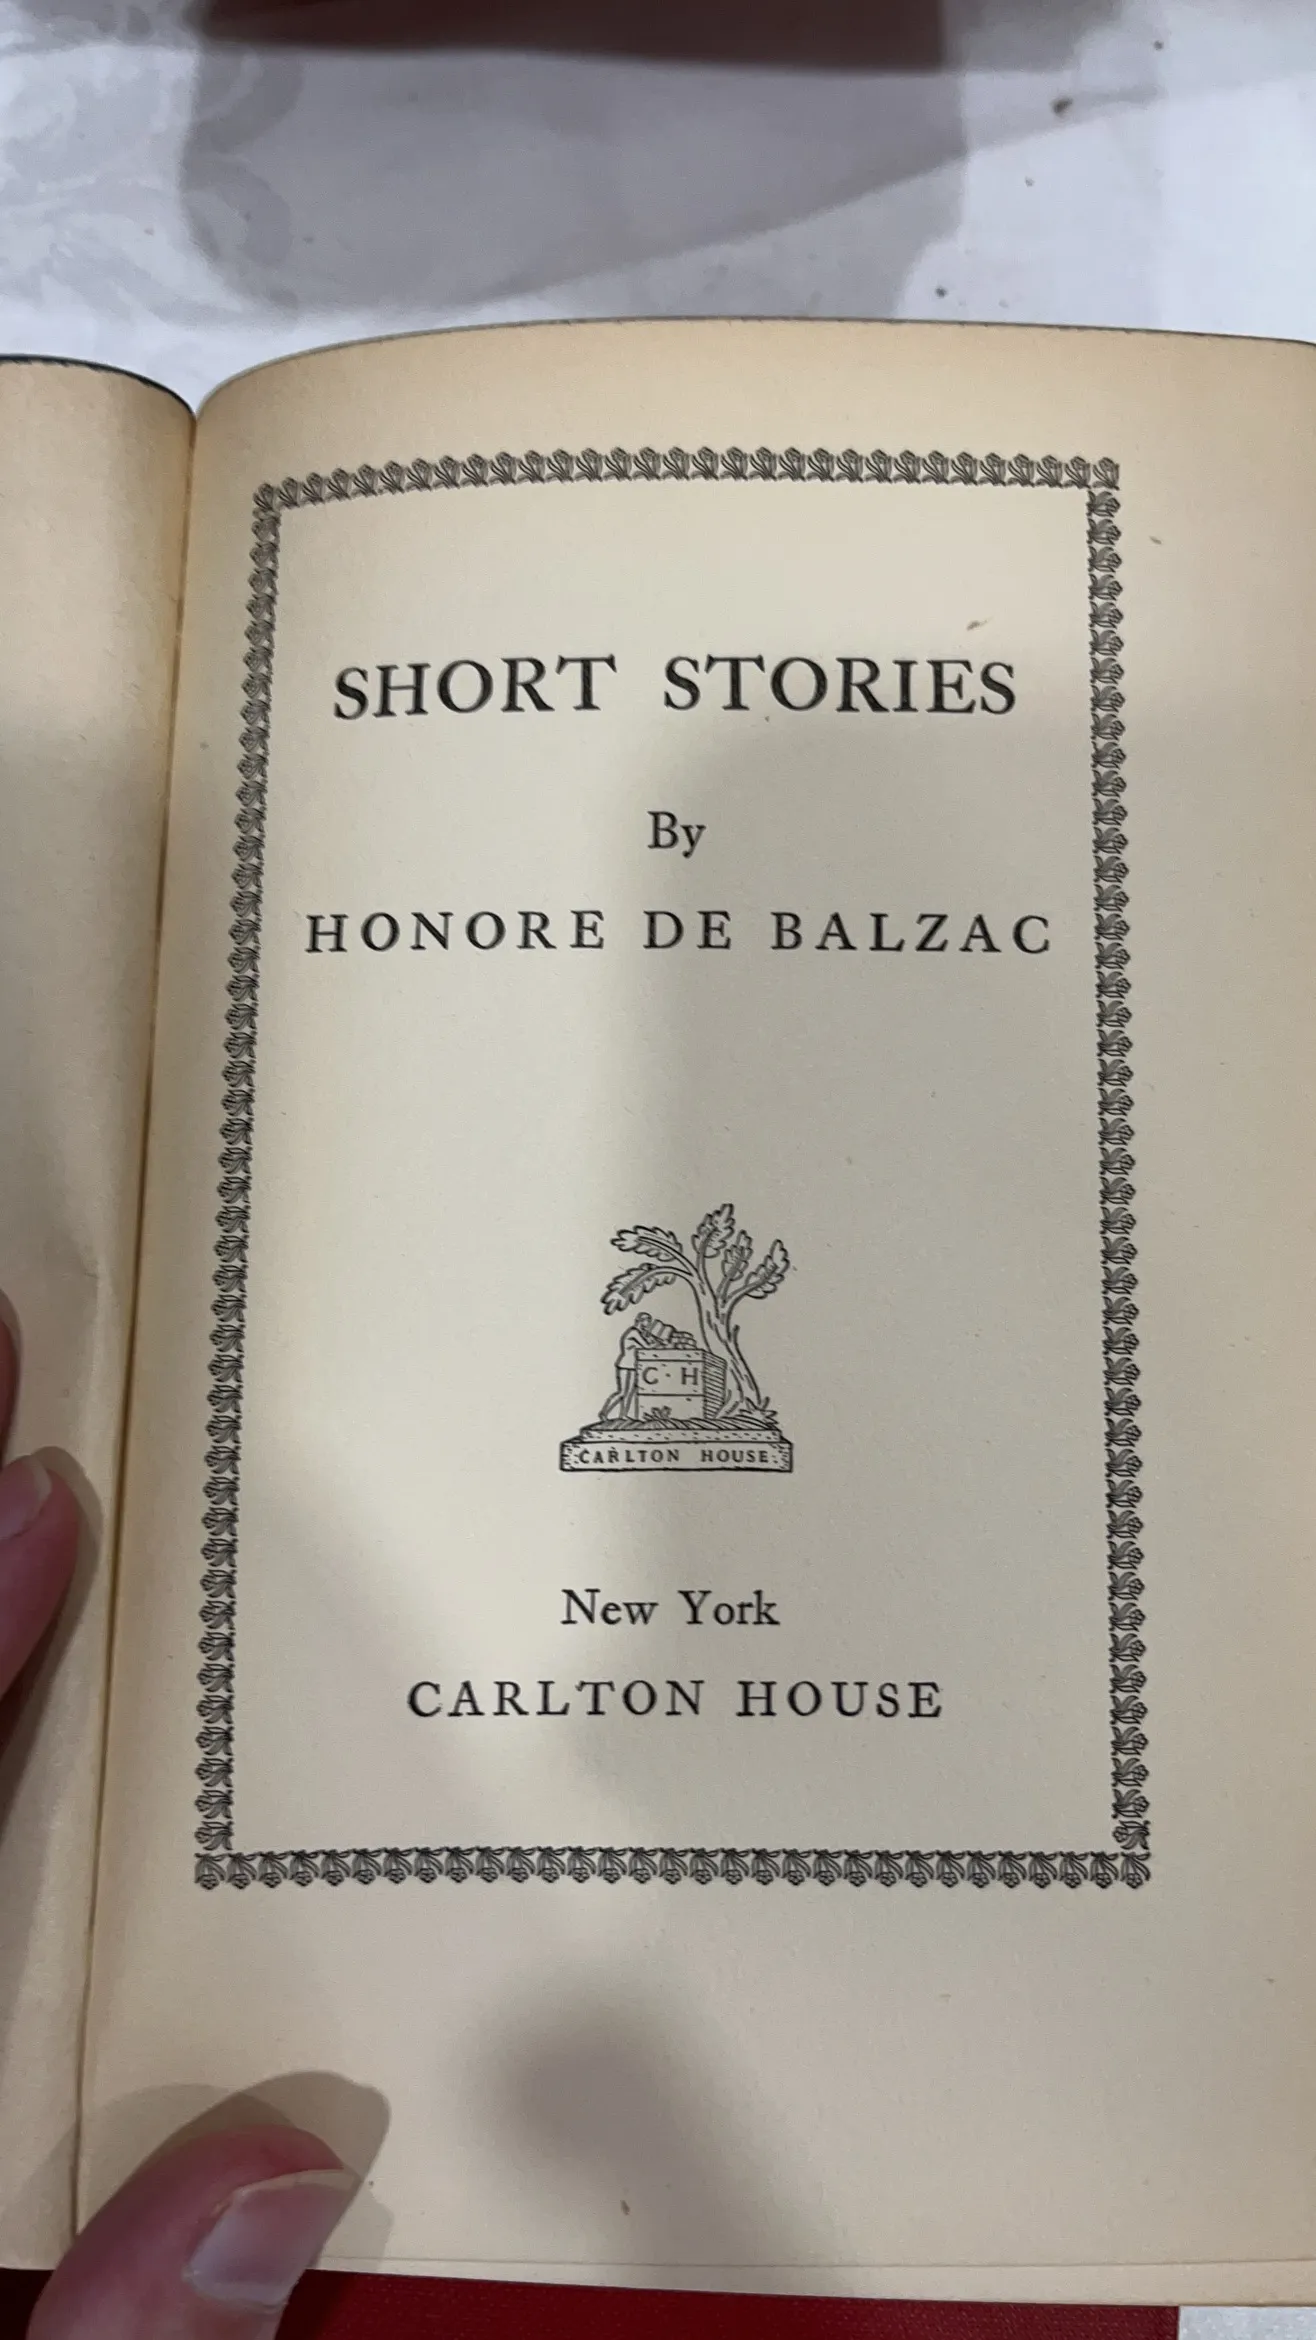 SHORT STORIES
By
HONORE DE BALZAC
C · H
CARLTON HOUSE
New York
CARLTON HOUSE